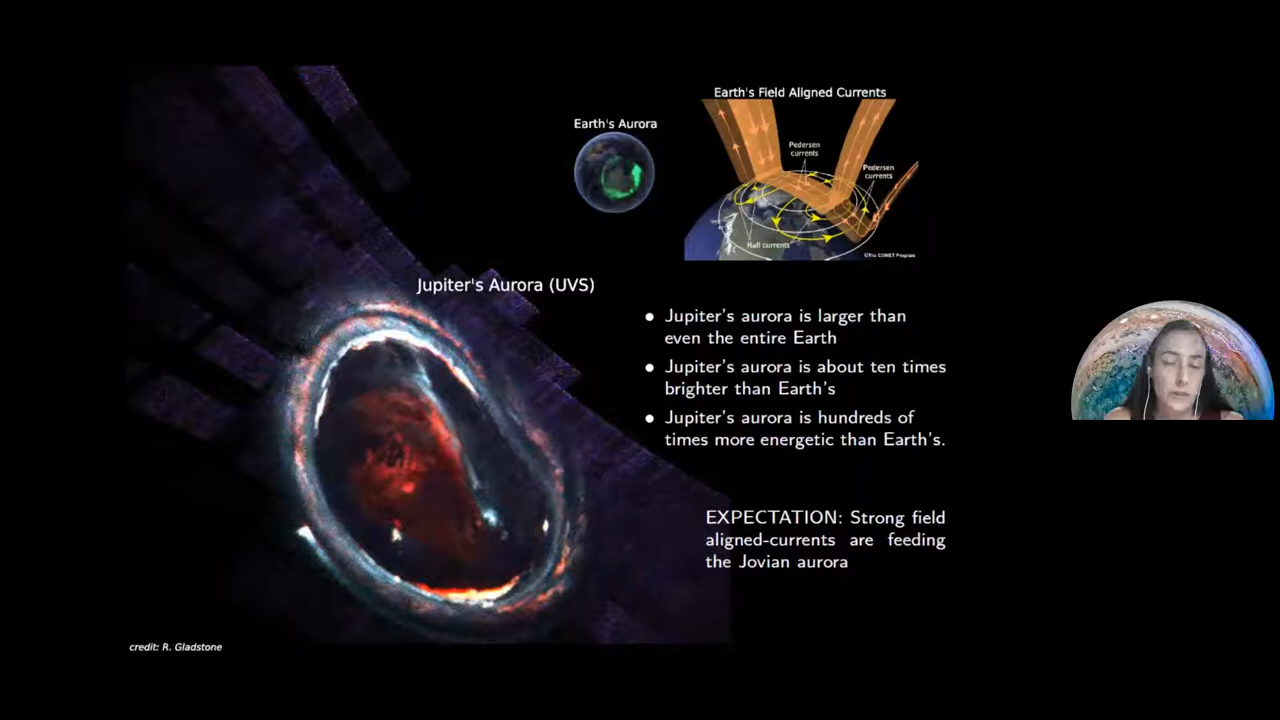 Earth's Field Aligned Currents
Earth's Aurora
Pedersen
currents
Pedersen
currents
Hall currents
©The COMET Program
Jupiter's Aurora (UVS)
● Jupiter's aurora is larger than
even the entire Earth
● Jupiter's aurora is about ten times
brighter than Earth's
● Jupiter's aurora is hundreds of
times more energetic than Earth's.
EXPECTATION: Strong field
aligned-currents are feeding
the Jovian aurora
credit: R. Gladstone